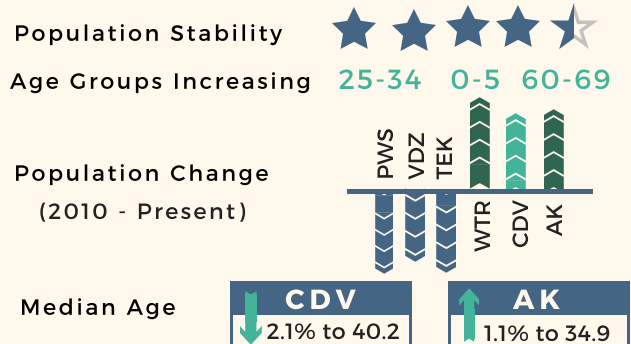 Population Stability
Age Groups Increasing 25-34 0-5 60-69
PWS VDZ TEK
Population Change
(2010 - Present)
WTR CDV AK
Median Age
CDV AK
2.1% to 40.2 1.1% to 34.9